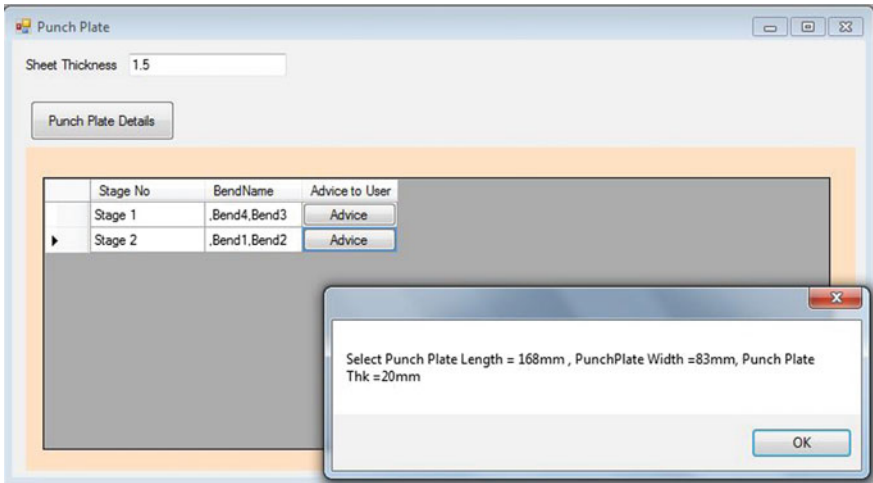 Punch Plate
Sheet Thickness 1.5
Punch Plate Details
Stage No BendName Advice to User
Stage 1 ,Bend4,Bend3 Advice
Stage 2 ,Bend1,Bend2 Advice
Select Punch Plate Length = 168mm , PunchPlate Width =83mm, Punch Plate
Thk =20mm
OK